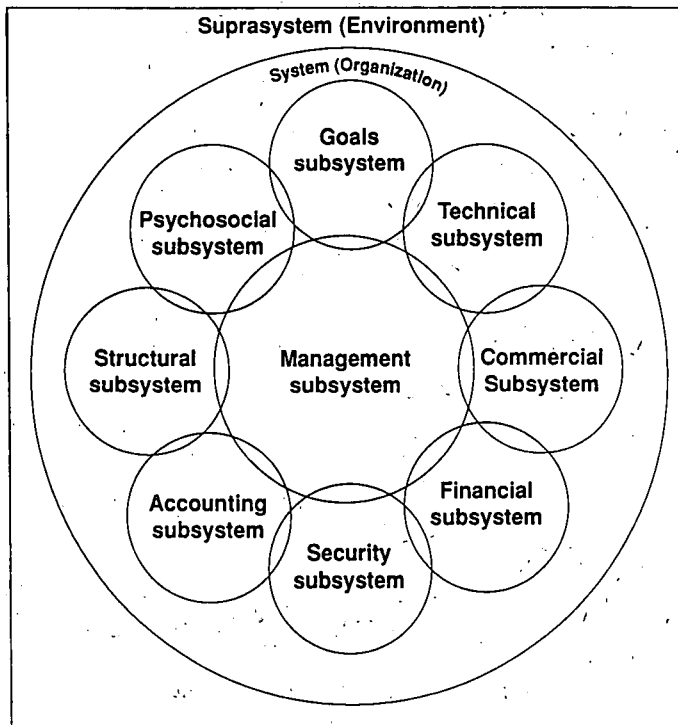 Suprasystem (Environment)
System (Organization)
Goals
subsystem
Psychosocial
subsystem
Technical
subsystem
Structural
subsystem
Management
subsystem
Commercial
Subsystem
Accounting
subsystem
Financial
subsystem
Security
subsystem